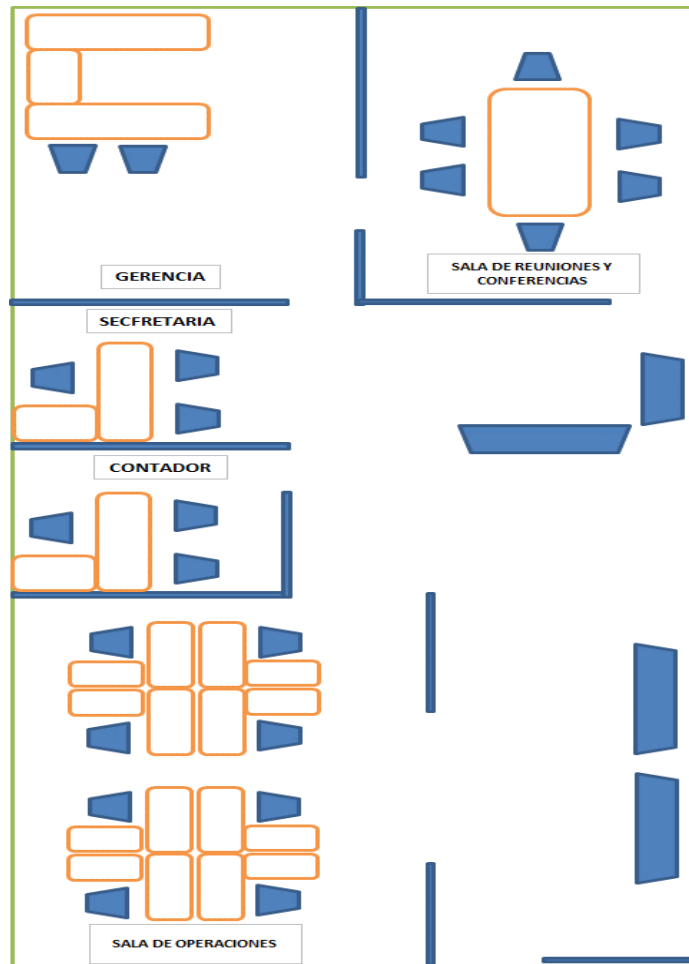 GERENCIA
SALA DE REUNIONES Y
CONFERENCIAS
SECFRETARIA
CONTADOR
SALA DE OPERACIONES